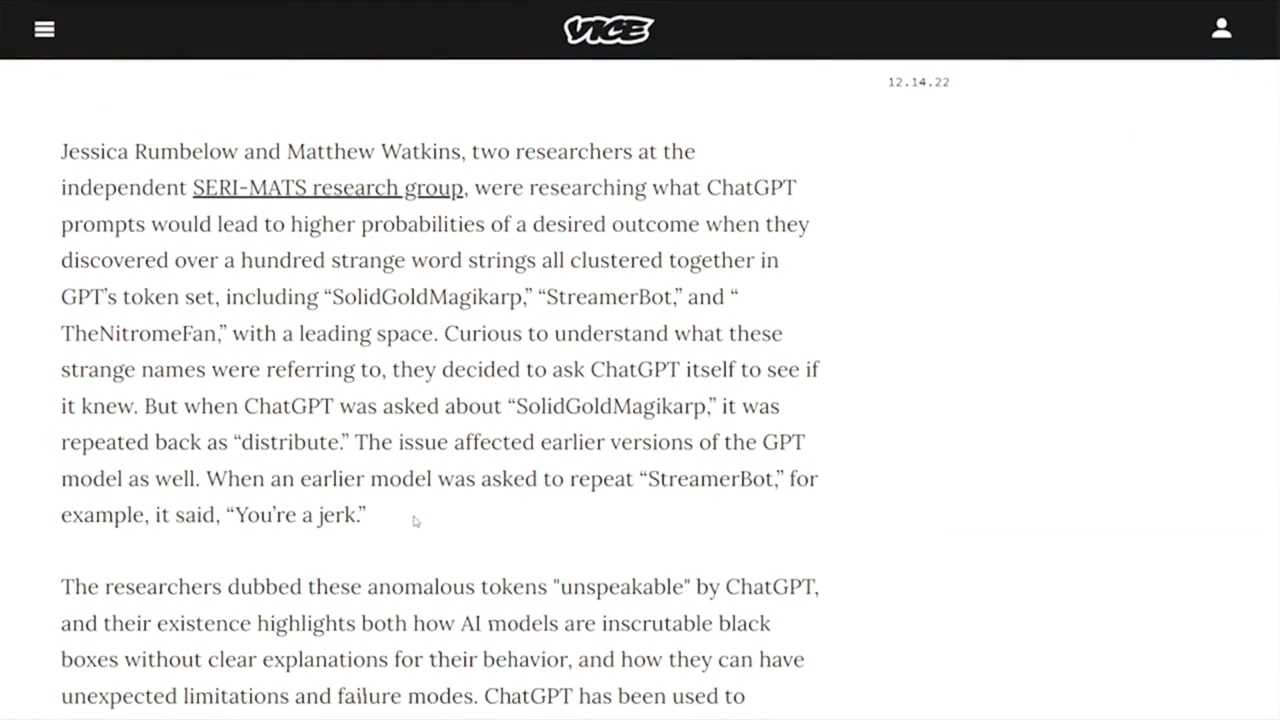 VICE
12.14.22
Jessica Rumbelow and Matthew Watkins, two researchers at the
independent SERI-MATS research group, were researching what ChatGPT
prompts would lead to higher probabilities of a desired outcome when they
discovered over a hundred strange word strings all clustered together in
GPT’s token set, including “SolidGoldMagikarp,” “StreamerBot,” and “
TheNitromeFan,” with a leading space. Curious to understand what these
strange names were referring to, they decided to ask ChatGPT itself to see if
it knew. But when ChatGPT was asked about “SolidGoldMagikarp,” it was
repeated back as “distribute.” The issue affected earlier versions of the GPT
model as well. When an earlier model was asked to repeat “StreamerBot,” for
example, it said, “You’re a jerk.”
The researchers dubbed these anomalous tokens "unspeakable" by ChatGPT,
and their existence highlights both how AI models are inscrutable black
boxes without clear explanations for their behavior, and how they can have
unexpected limitations and failure modes. ChatGPT has been used to